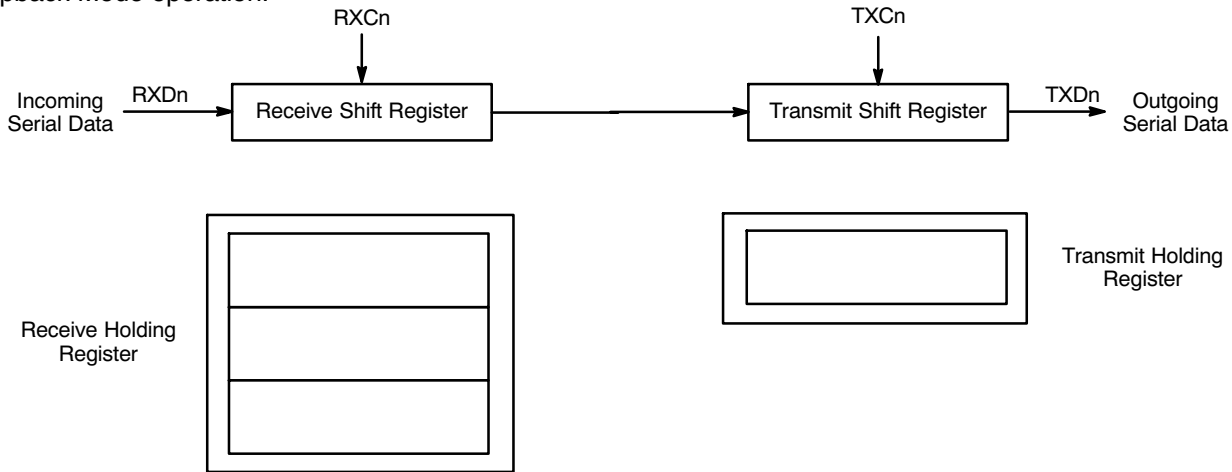 Mode operation.
RXCn
TXCn
Incoming
Serial Data
RXDn
Receive Shift Register
Transmit Shift Register
TXDn
Outgoing
Serial Data
Receive Holding
Register
Transmit Holding
Register